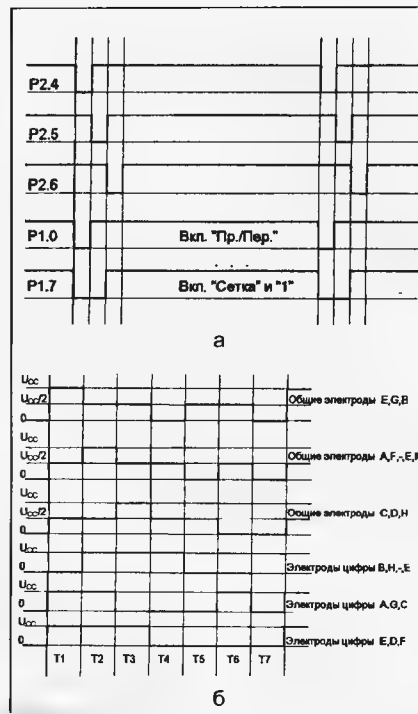 P2.4
P2.5
P2.6
P1.0 Вкл. "Пр./Пер."
. . .
P1.7 Вкл. "Сетка" и "1"
а
Ucc
Ucc/2 Общие электроды E,G,B
0
Ucc
Ucc/2 Общие электроды A,F,-,E,
0
Ucc
Ucc/2 Общие электроды C,D,H
0
Ucc
0 Электроды цифры B,H,-,E
Ucc
0 Электроды цифры A,G,C
Ucc
0 Электроды цифры E,D,F
T1 T2 T3 T4 T5 T6 T7
б